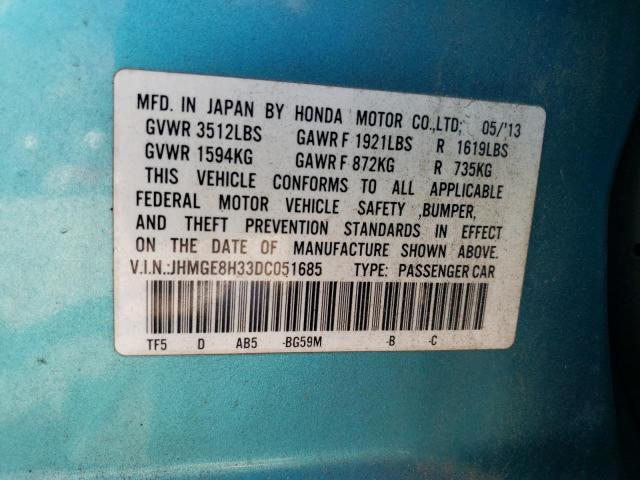 MFD. IN JAPAN BY HONDA MOTOR CO.,LTD; 05/'13
GVWR 3512LBS GAWR F 1921LBS R 1619LBS
GVWR 1594KG GAWR F 872KG R 735KG
THIS VEHICLE CONFORMS TO ALL APPLICABLE
FEDERAL MOTOR VEHICLE SAFETY ,BUMPER,
AND THEFT PREVENTION STANDARDS IN EFFECT
ON THE DATE OF MANUFACTURE SHOWN ABOVE.
V.I.N.:JHMGE8H33DC051685 TYPE: PASSENGER CAR
TF5 D AB5 -BG59M -B -C